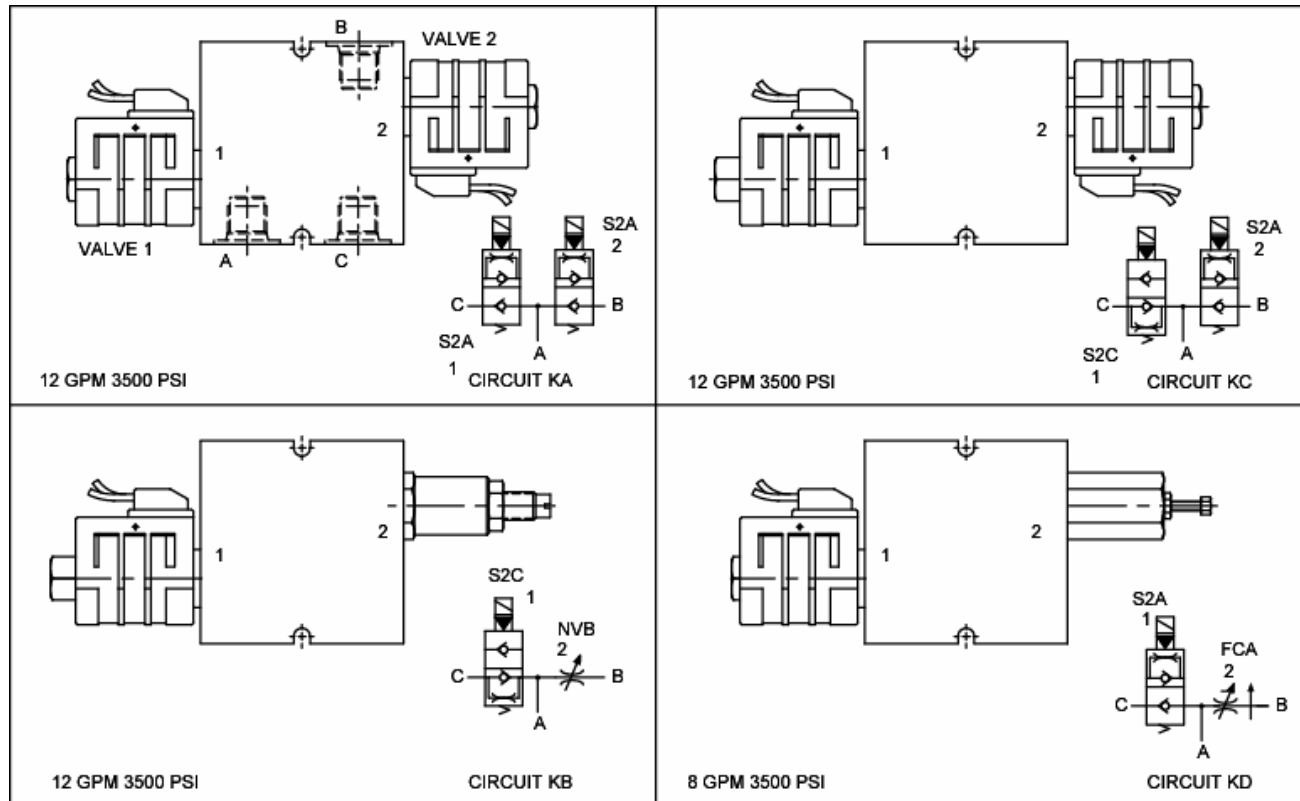 B
VALVE 2
2
1
VALVE 1
A
C
S2A
2
C
B
S2A
1
A
12 GPM 3500 PSI
CIRCUIT KA
2
1
S2A
2
C
B
S2C
1
A
12 GPM 3500 PSI
CIRCUIT KC
2
1
S2C
1
NVB
2
C
B
A
12 GPM 3500 PSI
CIRCUIT KB
2
1
S2A
1
FCA
2
C
B
A
8 GPM 3500 PSI
CIRCUIT KD